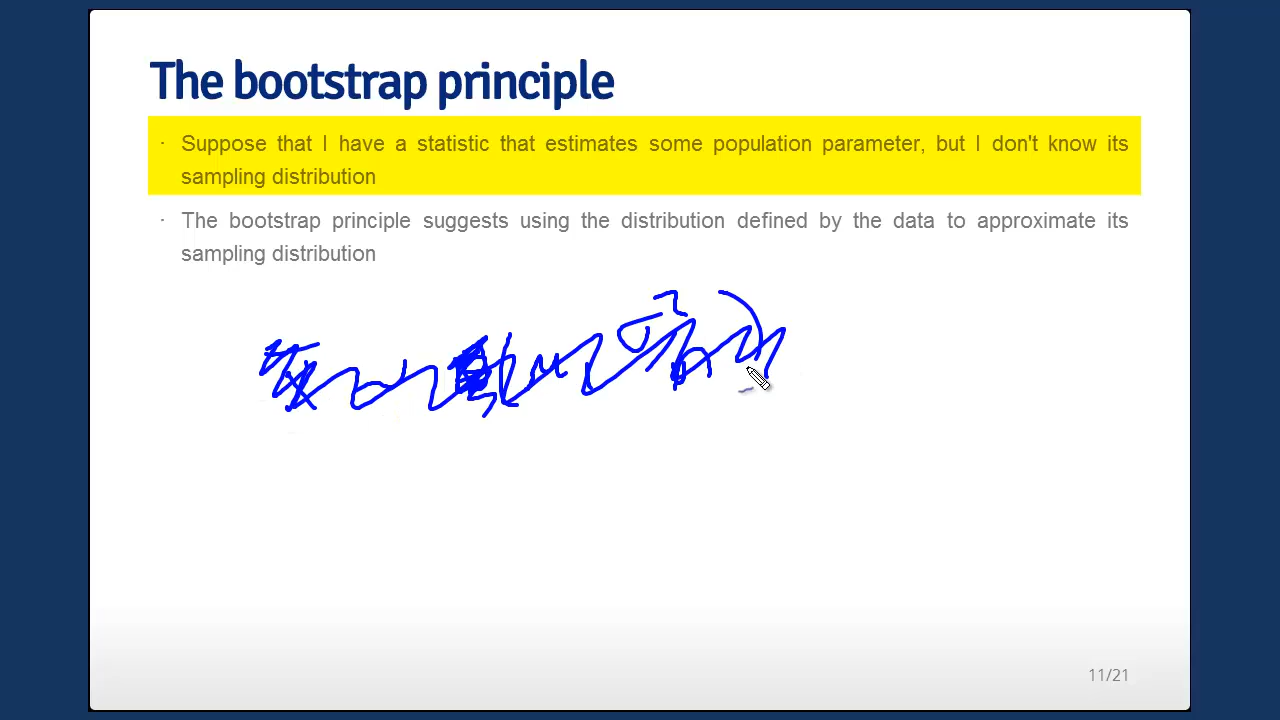 The bootstrap principle
· Suppose that I have a statistic that estimates some population parameter, but I don't know its
sampling distribution
· The bootstrap principle suggests using the distribution defined by the data to approximate its
sampling distribution
11/21